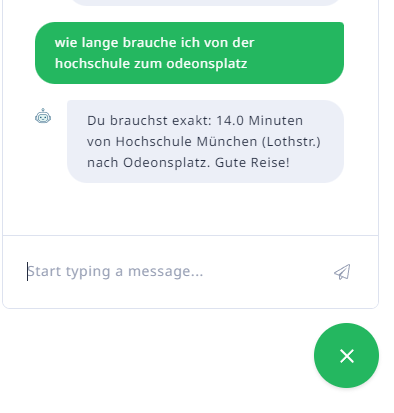 wie lange brauche ich von der
hochschule zum odeonsplatz
Du brauchst exakt: 14.0 Minuten
von Hochschule München (Lothstr.)
nach Odeonsplatz. Gute Reise!
Start typing a message...